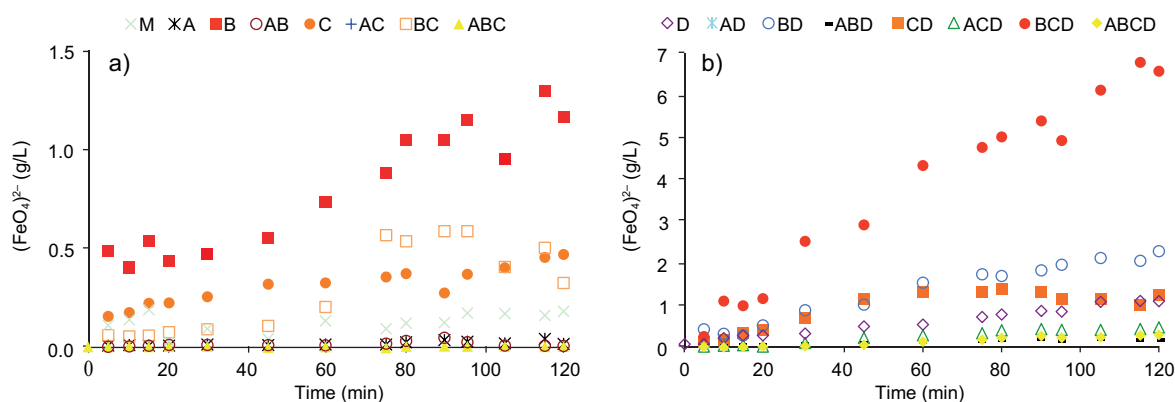 M A B AB C AC BC ABC
a)
1.5
1.0
0.5
0.0
(FeO₄)²⁻ (g/L)
0 20 40 60 80 100 120
Time (min)
D AD BD ABD CD ACD BCD ABCD
b)
7
6
5
4
3
2
1
0
(FeO₄)²⁻ (g/L)
0 20 40 60 80 100 120
Time (min)